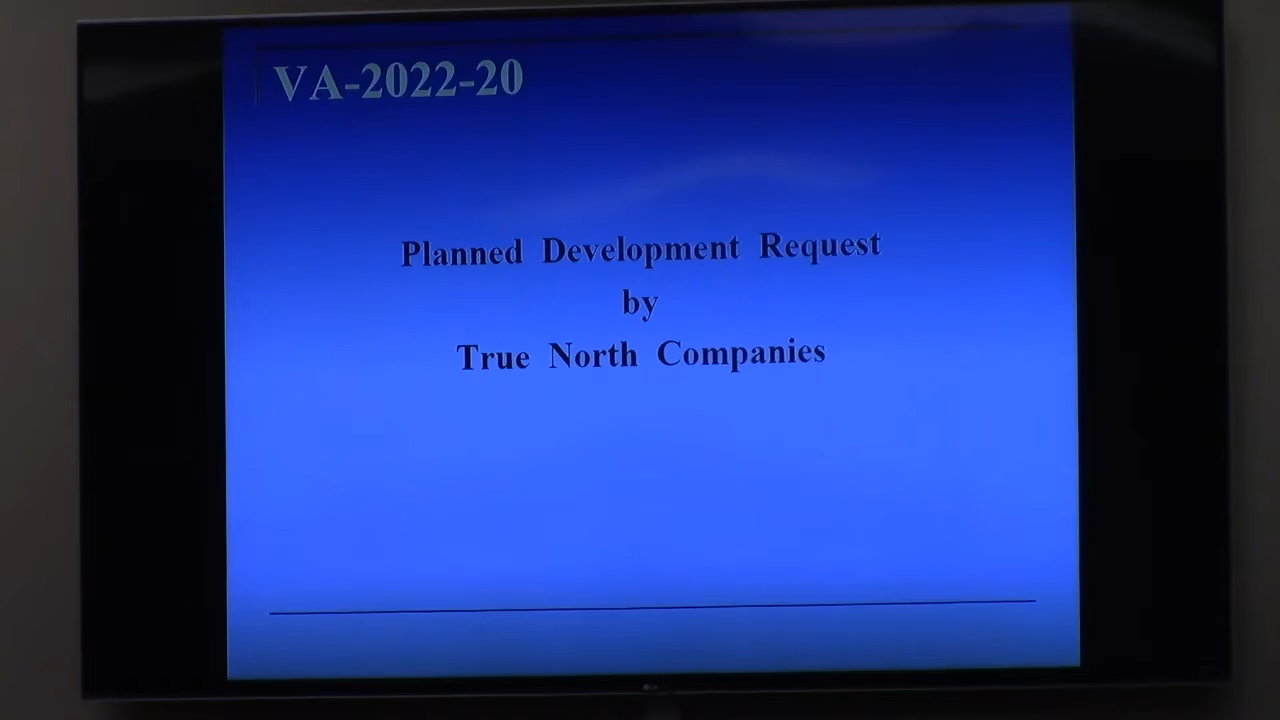 VA-2022-20
Planned Development Request
by
True North Companies